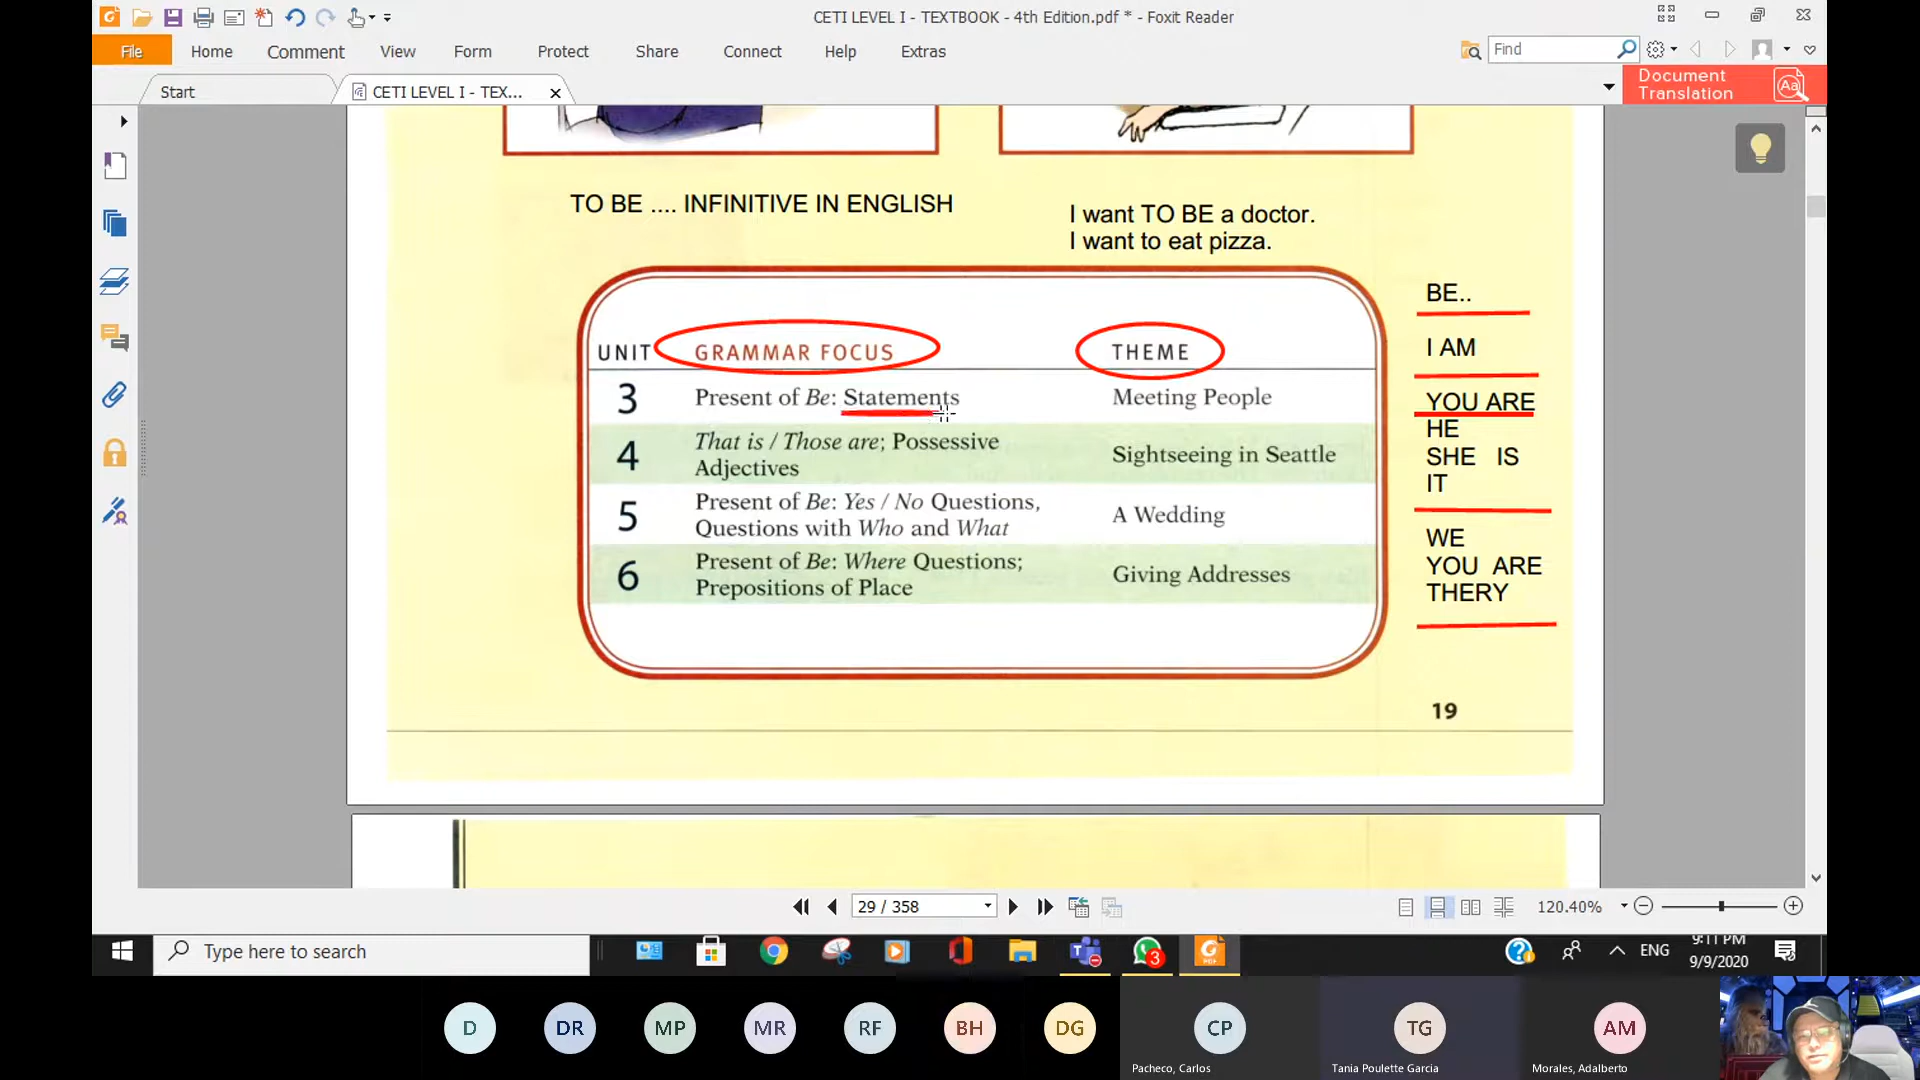 CETI LEVEL I - TEXTBOOK - 4th Edition.pdf * - Foxit Reader
File Home Comment View Form Protect Share Connect Help Extras
Find
Start
CETI LEVEL I - TEX...
Document
Translation
TO BE .... INFINITIVE IN ENGLISH
I want TO BE a doctor.
I want to eat pizza.
UNIT GRAMMAR FOCUS THEME
3 Present of Be: Statements Meeting People
4 That is / Those are; Possessive
Adjectives Sightseeing in Seattle
5 Present of Be: Yes / No Questions,
Questions with Who and What A Wedding
6 Present of Be: Where Questions;
Prepositions of Place Giving Addresses
BE..
I AM
YOU ARE
HE
SHE IS
IT
WE
YOU ARE
THERY
19
29 / 358
120.40%
Type here to search
3
ENG
9:11 PM
9/9/2020
D DR MP MR RF BH DG CP TG AM
Pacheco, Carlos
Tania Poulette Garcia
Morales, Adalberto